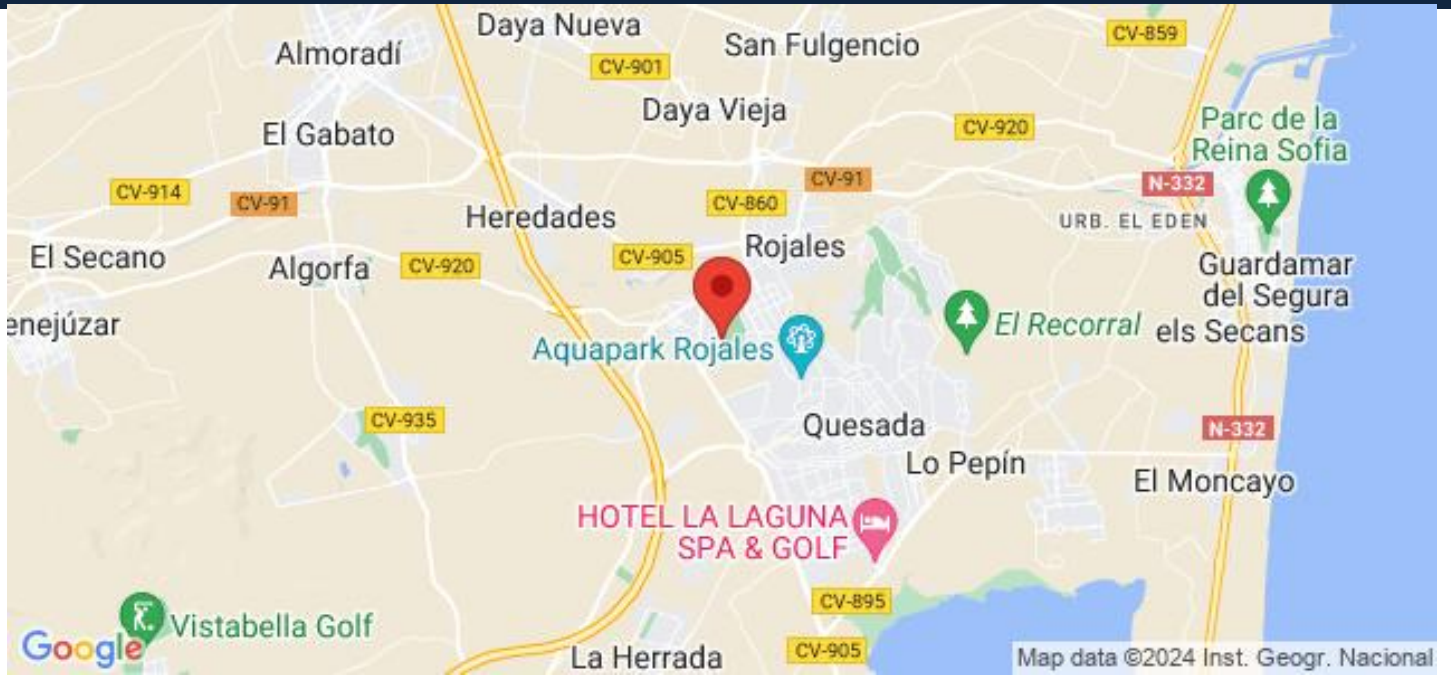 Daya Nueva
CV-859
Almoradí
San Fulgencio
CV-901
Daya Vieja
Parc de la
Reina Sofia
CV-920
El Gabato
CV-914
CV-91
CV-91
N-332
CV-860
Heredades
URB. EL EDEN
Rojales
El Secano
Algorfa
CV-920
CV-905
Guardamar
del Segura
enejúzar
El Recorral
els Secans
Aquapark Rojales
CV-935
Quesada
N-332
Lo Pepín
El Moncayo
HOTEL LA LAGUNA
SPA & GOLF
CV-895
Vistabella Golf
Google
La Herrada
CV-905
Map data ©2024 Inst. Geogr. Nacional